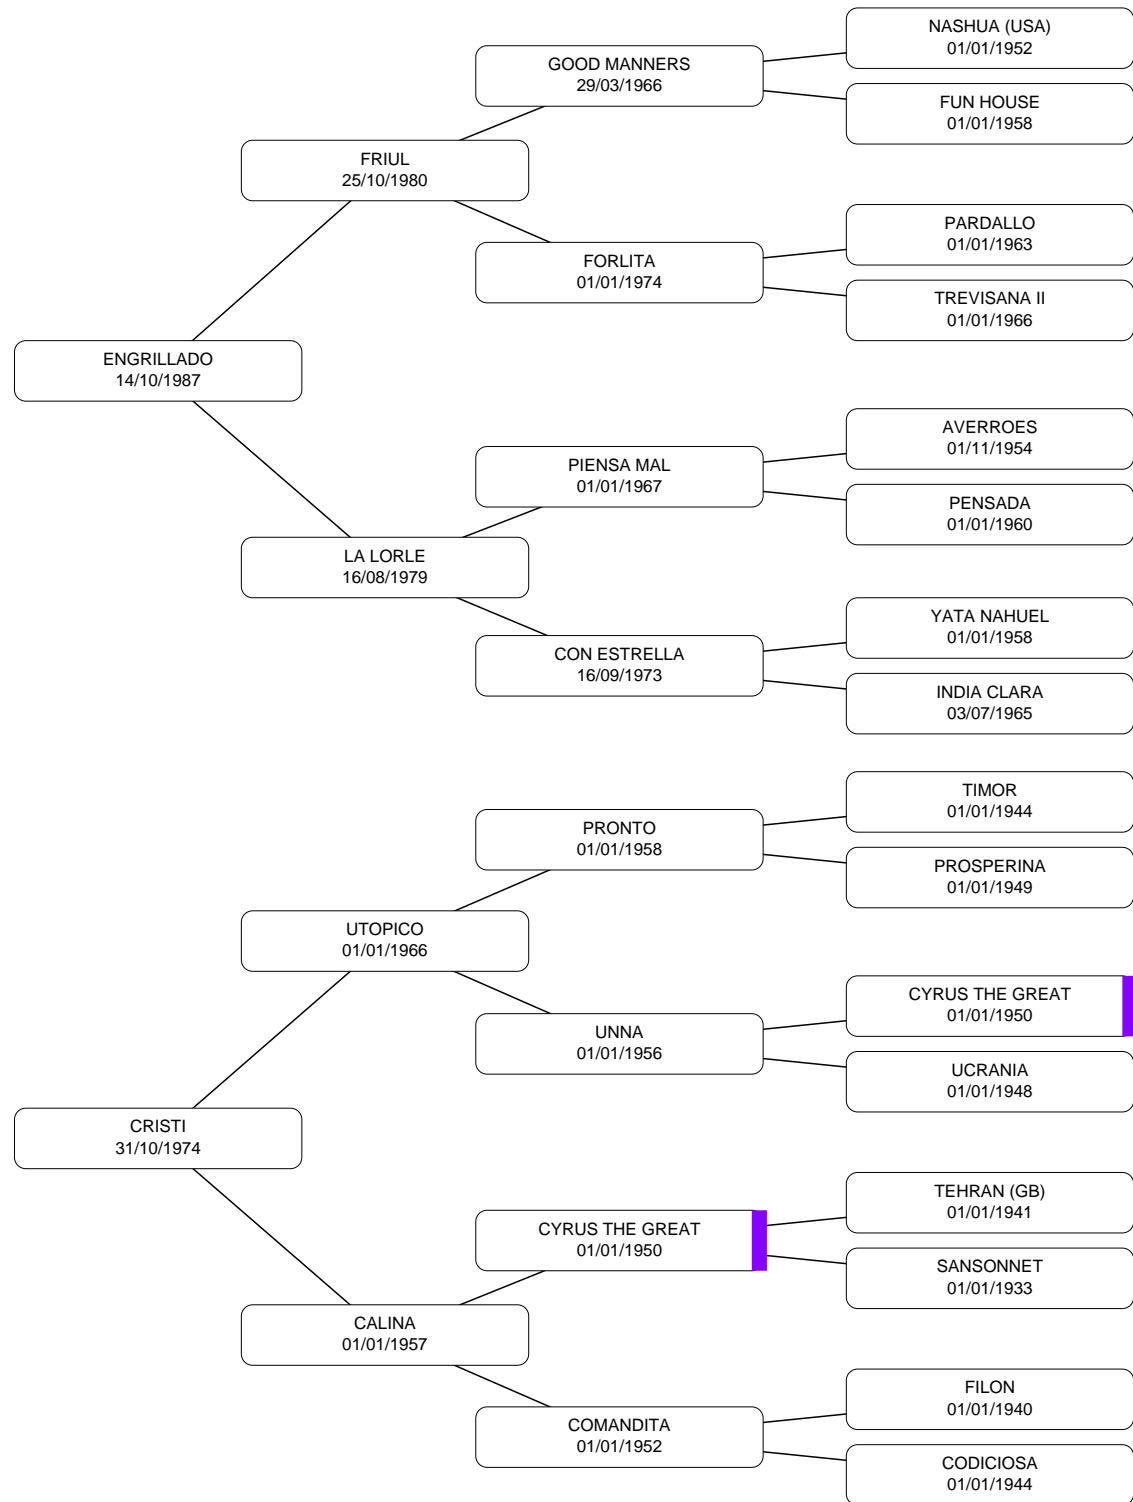 NASHUA (USA)
01/01/1952
GOOD MANNERS
29/03/1966
FUN HOUSE
01/01/1958
FRIUL
25/10/1980
PARDALLO
01/01/1963
FORLITA
01/01/1974
TREVISANA II
01/01/1966
ENGRILLADO
14/10/1987
AVERROES
01/11/1954
PIENSA MAL
01/01/1967
PENSADA
01/01/1960
LA LORLE
16/08/1979
YATA NAHUEL
01/01/1958
CON ESTRELLA
16/09/1973
INDIA CLARA
03/07/1965
TIMOR
01/01/1944
PRONTO
01/01/1958
PROSPERINA
01/01/1949
UTOPICO
01/01/1966
CYRUS THE GREAT
01/01/1950
UNNA
01/01/1956
UCRANIA
01/01/1948
CRISTI
31/10/1974
TEHRAN (GB)
01/01/1941
CYRUS THE GREAT
01/01/1950
SANSONNET
01/01/1933
CALINA
01/01/1957
FILON
01/01/1940
COMANDITA
01/01/1952
CODICIOSA
01/01/1944